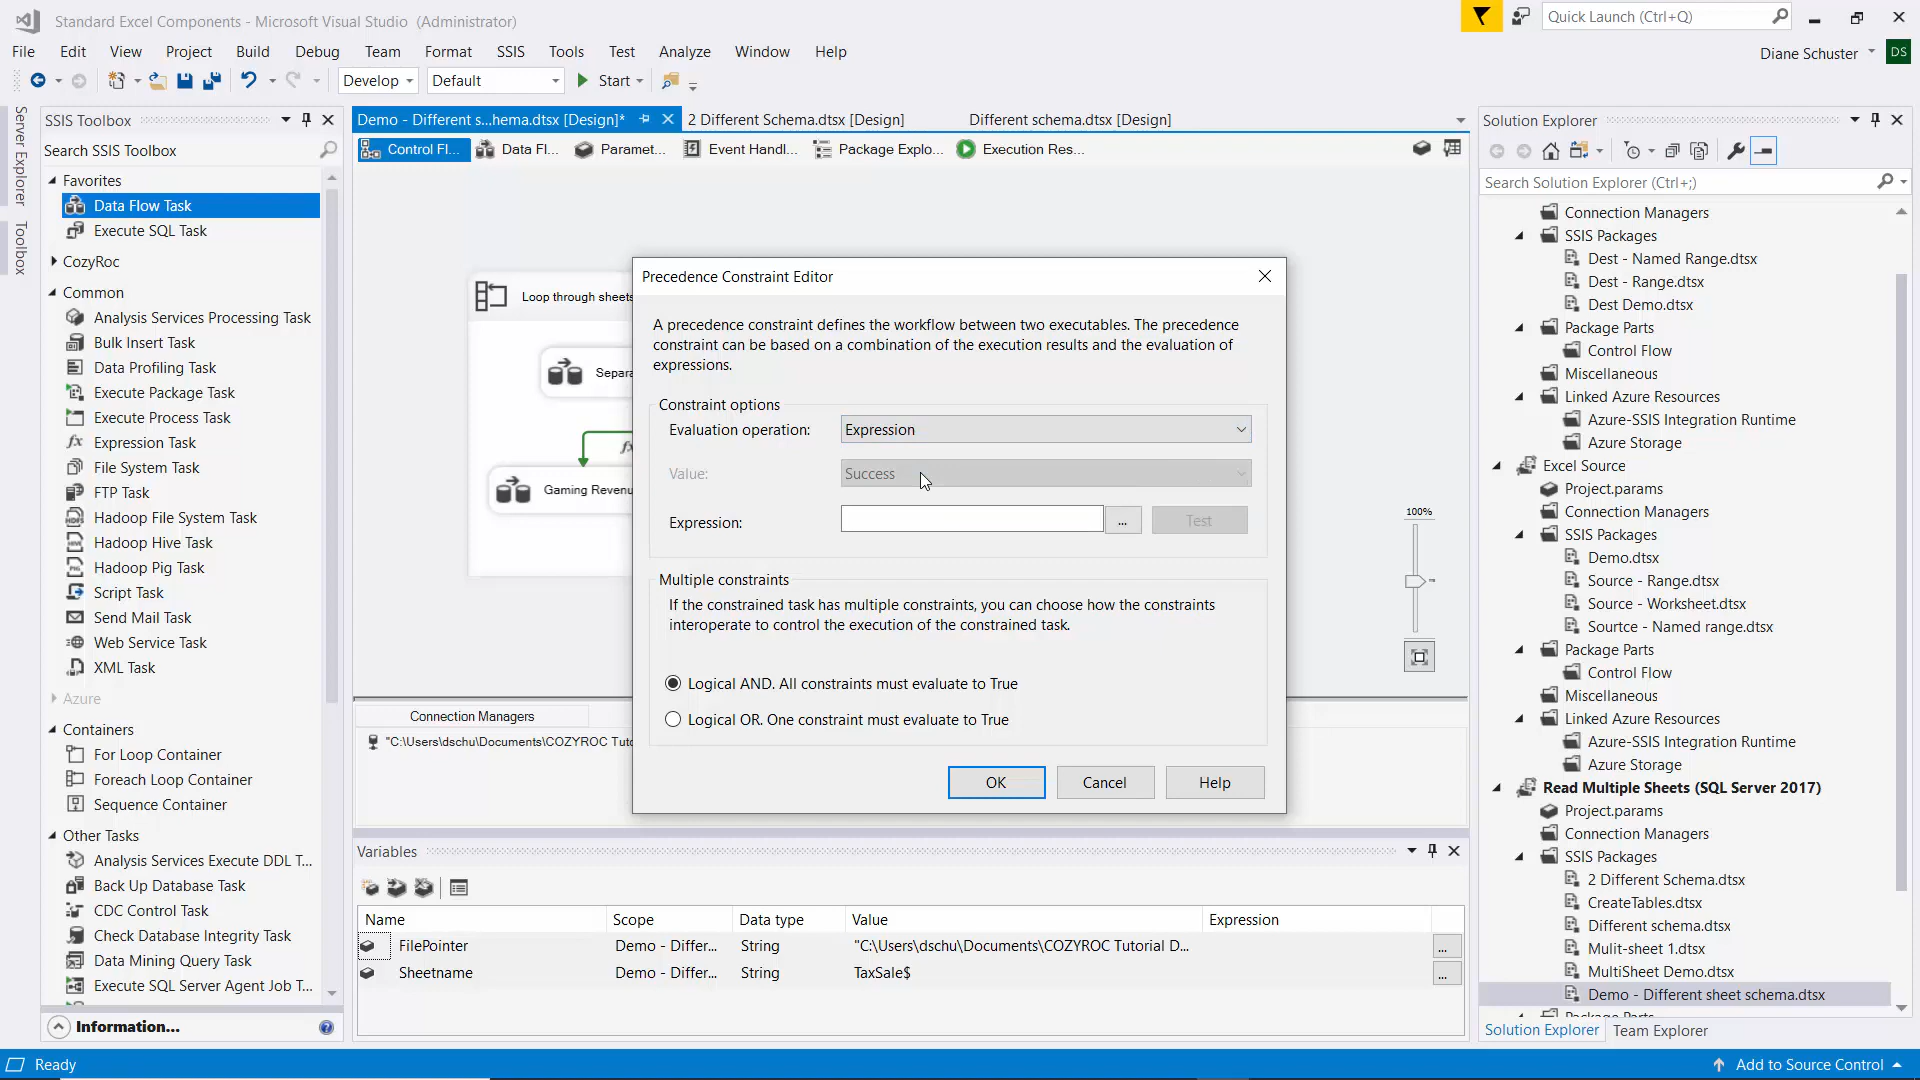 Standard Excel Components - Microsoft Visual Studio (Administrator)
Quick Launch (Ctrl+Q)
File Edit View Project Build Debug Team Format SSIS Tools Test Analyze Window Help
Diane Schuster DS
Develop Default Start
Server Explorer
Toolbox
SSIS Toolbox
Search SSIS Toolbox
Favorites
Data Flow Task
Execute SQL Task
CozyRoc
Common
Analysis Services Processing Task
Bulk Insert Task
Data Profiling Task
Execute Package Task
Execute Process Task
Expression Task
File System Task
FTP Task
Hadoop File System Task
Hadoop Hive Task
Hadoop Pig Task
Script Task
Send Mail Task
Web Service Task
XML Task
Azure
Containers
For Loop Container
Foreach Loop Container
Sequence Container
Other Tasks
Analysis Services Execute DDL T...
Back Up Database Task
CDC Control Task
Check Database Integrity Task
Data Mining Query Task
Execute SQL Server Agent Job T...
Information...
Demo - Different s...hema.dtsx [Design]* 2 Different Schema.dtsx [Design] Different schema.dtsx [Design]
Control Fl... Data Fl... Paramet... Event Handl... Package Explo... Execution Res...
Loop through sheets
Separa
fx
Gaming Revenu
100%
Connection Managers
"C:\Users\dschu\Documents\COZYROC Tuto
Precedence Constraint Editor
A precedence constraint defines the workflow between two executables. The precedence
constraint can be based on a combination of the execution results and the evaluation of
expressions.
Constraint options
Evaluation operation: Expression
Value: Success
Expression: ... Test
Multiple constraints
If the constrained task has multiple constraints, you can choose how the constraints
interoperate to control the execution of the constrained task.
Logical AND. All constraints must evaluate to True
Logical OR. One constraint must evaluate to True
OK Cancel Help
Variables
Name Scope Data type Value Expression
FilePointer Demo - Differ... String "C:\Users\dschu\Documents\COZYROC Tutorial D... ...
Sheetname Demo - Differ... String TaxSale$ ...
Solution Explorer
Search Solution Explorer (Ctrl+;)
Connection Managers
SSIS Packages
Dest - Named Range.dtsx
Dest - Range.dtsx
Dest Demo.dtsx
Package Parts
Control Flow
Miscellaneous
Linked Azure Resources
Azure-SSIS Integration Runtime
Azure Storage
Excel Source
Project.params
Connection Managers
SSIS Packages
Demo.dtsx
Source - Range.dtsx
Source - Worksheet.dtsx
Sourtce - Named range.dtsx
Package Parts
Control Flow
Miscellaneous
Linked Azure Resources
Azure-SSIS Integration Runtime
Azure Storage
Read Multiple Sheets (SQL Server 2017)
Project.params
Connection Managers
SSIS Packages
2 Different Schema.dtsx
CreateTables.dtsx
Different schema.dtsx
Mulit-sheet 1.dtsx
MultiSheet Demo.dtsx
Demo - Different sheet schema.dtsx
Package Parts
Solution Explorer Team Explorer
Ready
Add to Source Control